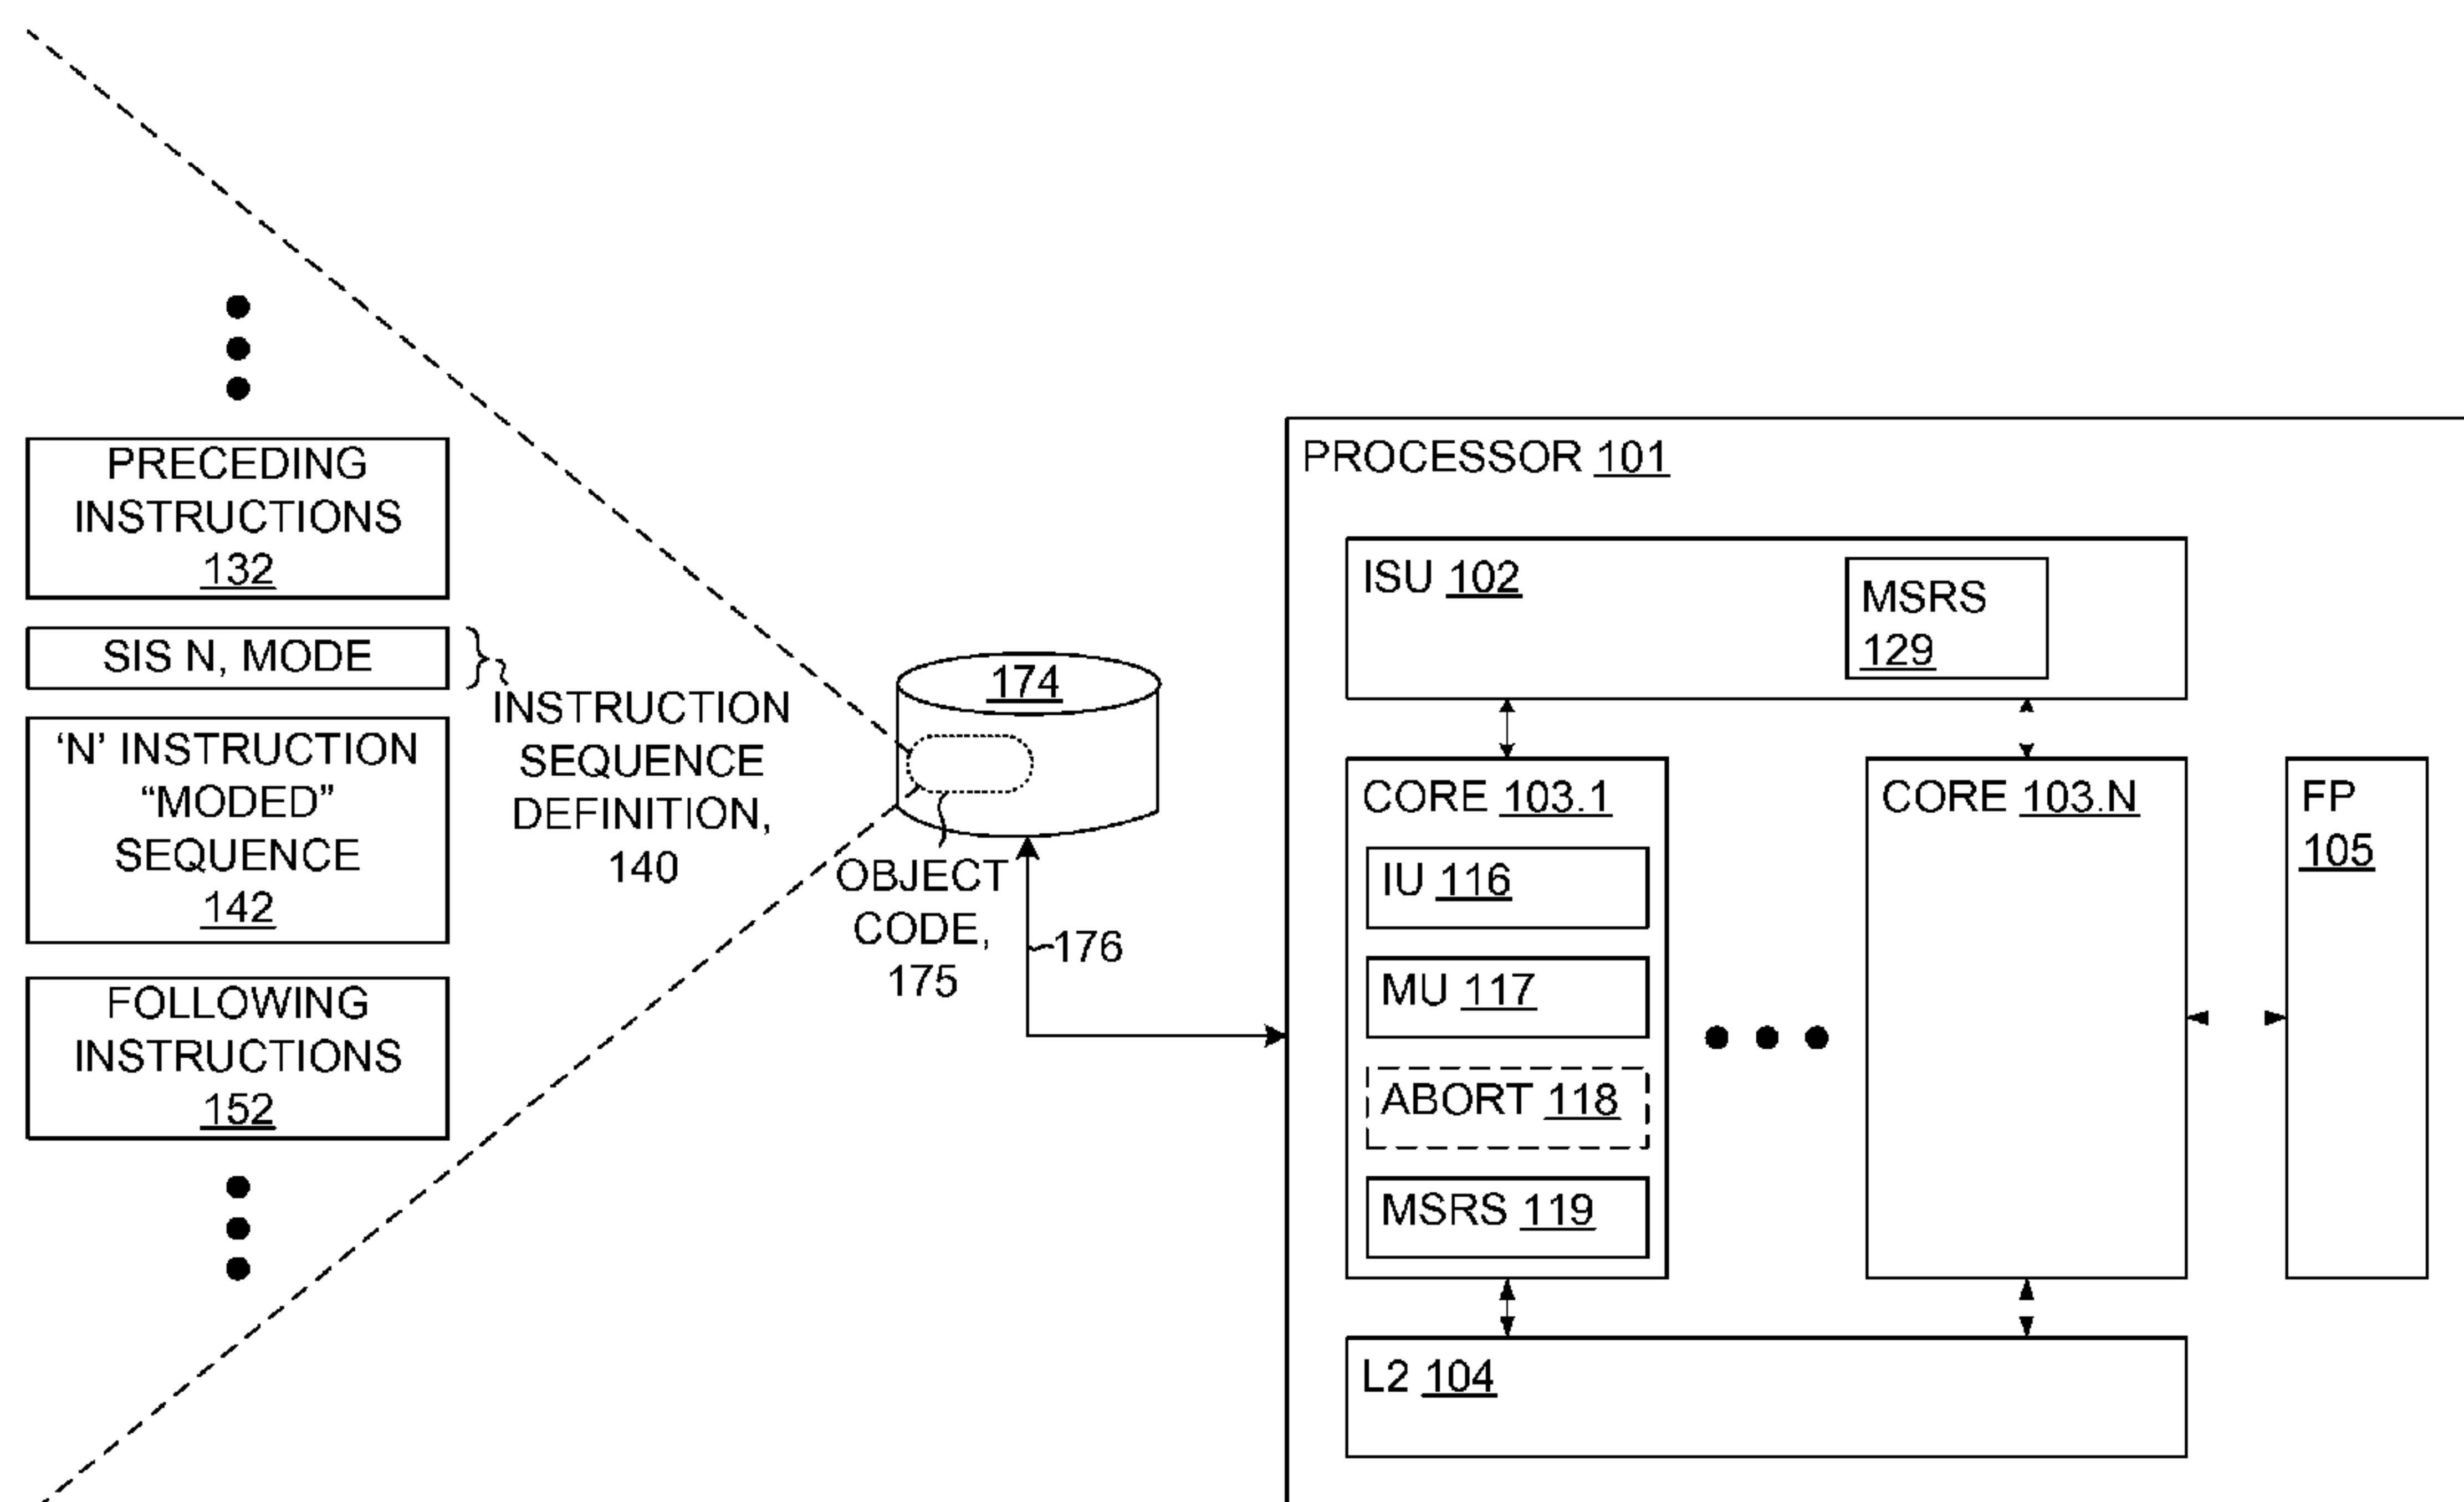 PRECEDING
INSTRUCTIONS
132
SIS N, MODE
‘N’ INSTRUCTION
“MODED”
SEQUENCE
142
FOLLOWING
INSTRUCTIONS
152
INSTRUCTION
SEQUENCE
DEFINITION,
140
174
OBJECT
CODE,
175
176
PROCESSOR 101
ISU 102
MSRS
129
CORE 103.1
IU 116
MU 117
ABORT 118
MSRS 119
CORE 103.N
FP
105
L2 104